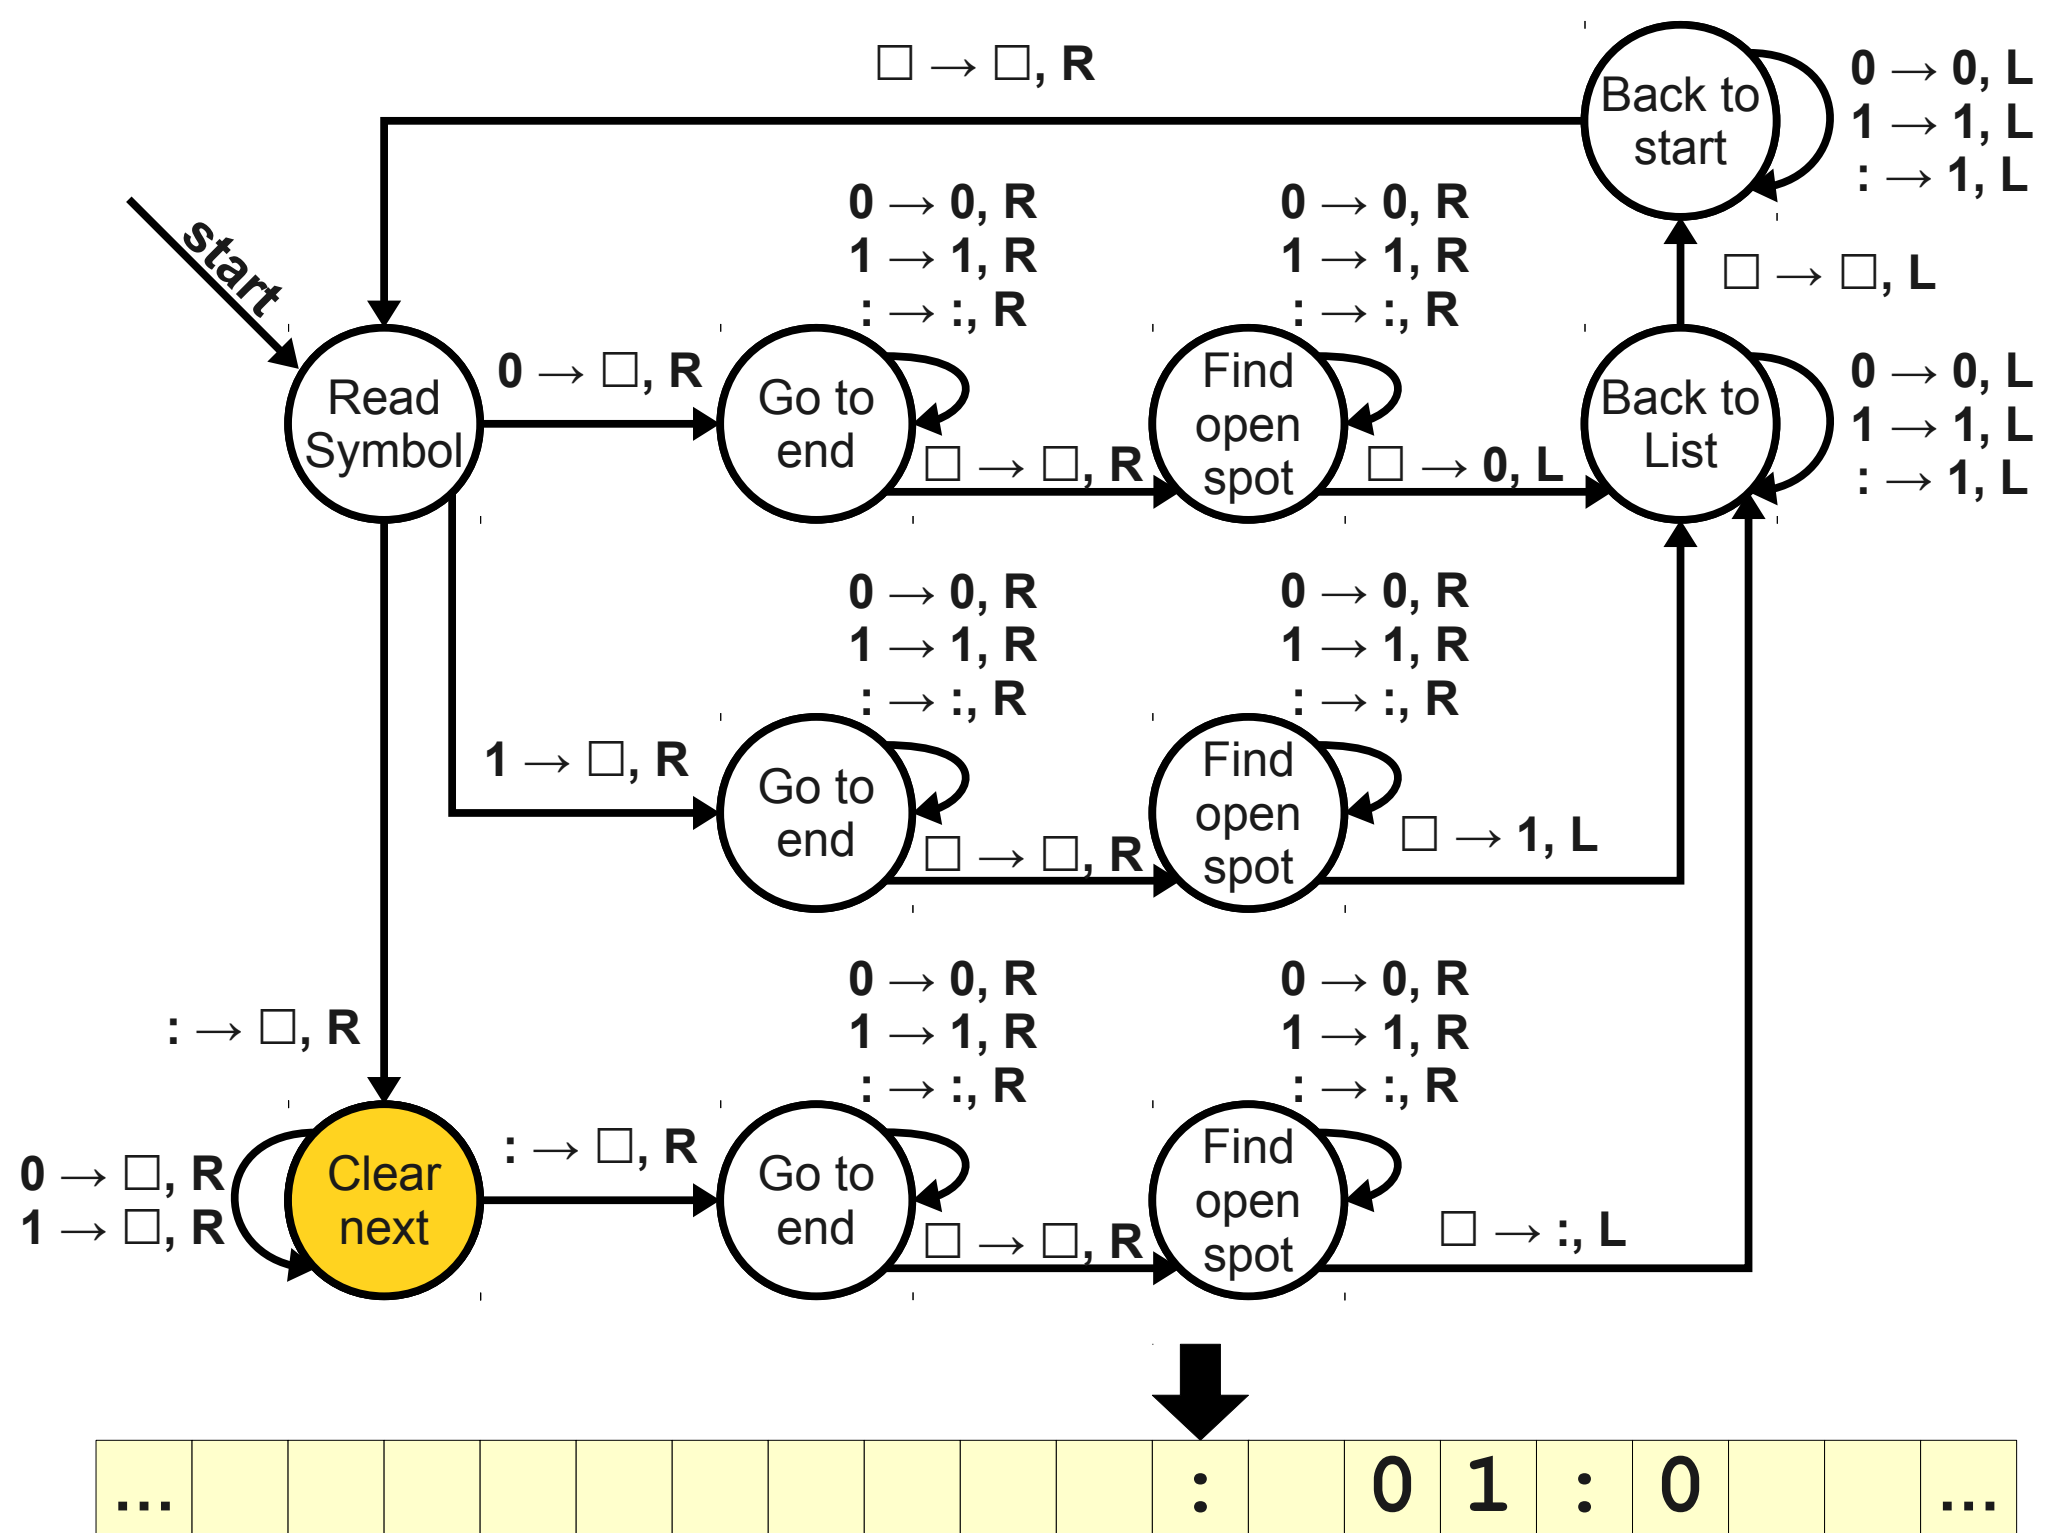 □ → □, R
Back to
start
0 → 0, L
1 → 1, L
: → 1, L
start
0 → 0, R
1 → 1, R
: → :, R
0 → 0, R
1 → 1, R
: → :, R
□ → □, L
Read
Symbol
0 → □, R
Go to
end
□ → □, R
Find
open
spot
□ → 0, L
Back to
List
0 → 0, L
1 → 1, L
: → 1, L
0 → 0, R
1 → 1, R
: → :, R
0 → 0, R
1 → 1, R
: → :, R
1 → □, R
Go to
end
□ → □, R
Find
open
spot
□ → 1, L
0 → 0, R
1 → 1, R
: → :, R
0 → 0, R
1 → 1, R
: → :, R
: → □, R
0 → □, R
1 → □, R
Clear
next
: → □, R
Go to
end
□ → □, R
Find
open
spot
□ → :, L
... : 0 1 : 0 ...